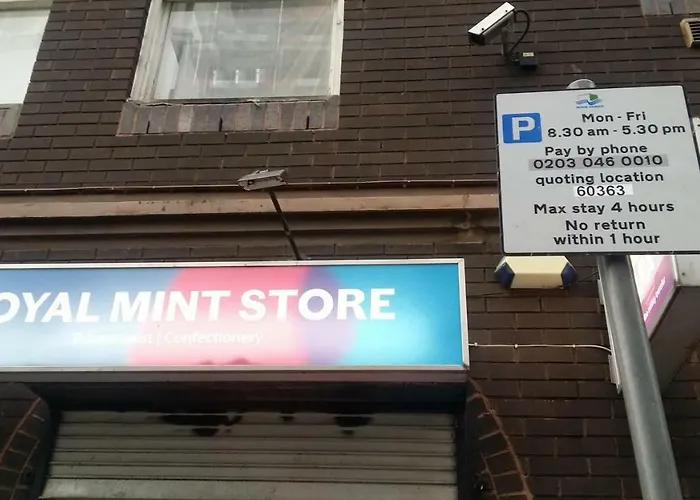 OYAL MINT STORE
| Confectionery
P
Mon - Fri
8.30 am - 5.30 pm
Pay by phone
0203 046 0010
quoting location
60363
Max stay 4 hours
No return
within 1 hour